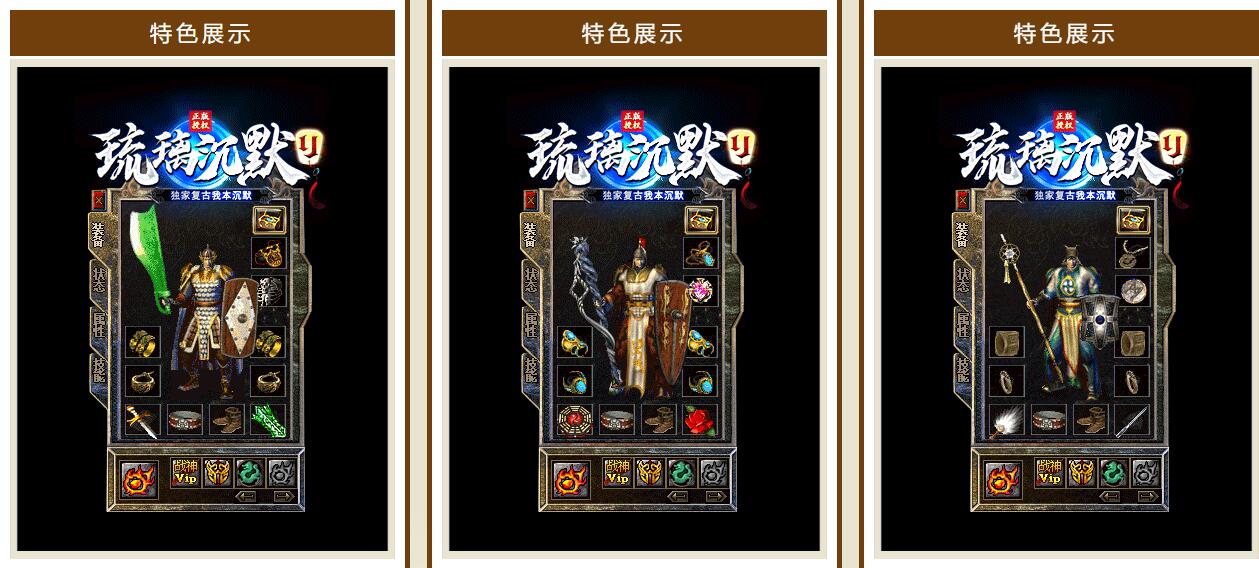 特色展示
正版
授权
琉璃沉默
独家复古我本沉默
装备
状态
属性
技能
战神
Vip
特色展示
正版
授权
琉璃沉默
独家复古我本沉默
装备
状态
属性
技能
战神
Vip
特色展示
正版
授权
琉璃沉默
独家复古我本沉默
装备
状态
属性
技能
战神
Vip